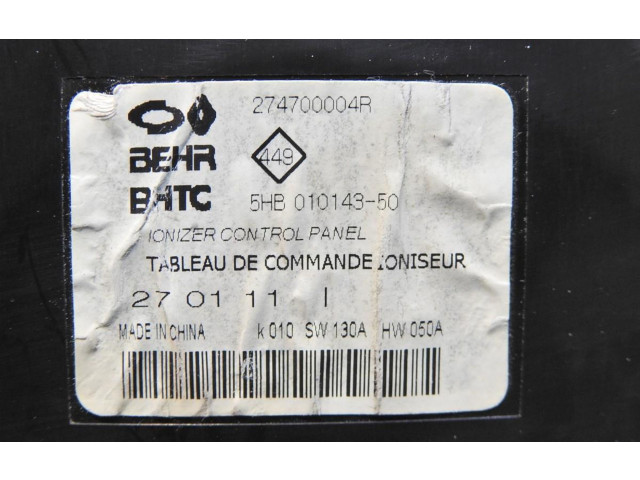 274700004R
BEHR
449
BHTC
5HB 010143-50
IONIZER CONTROL PANEL
TABLEAU DE COMMANDE IONISEUR
27 01 11 I
MADE IN CHINA k 010 SW 130A HW 050A